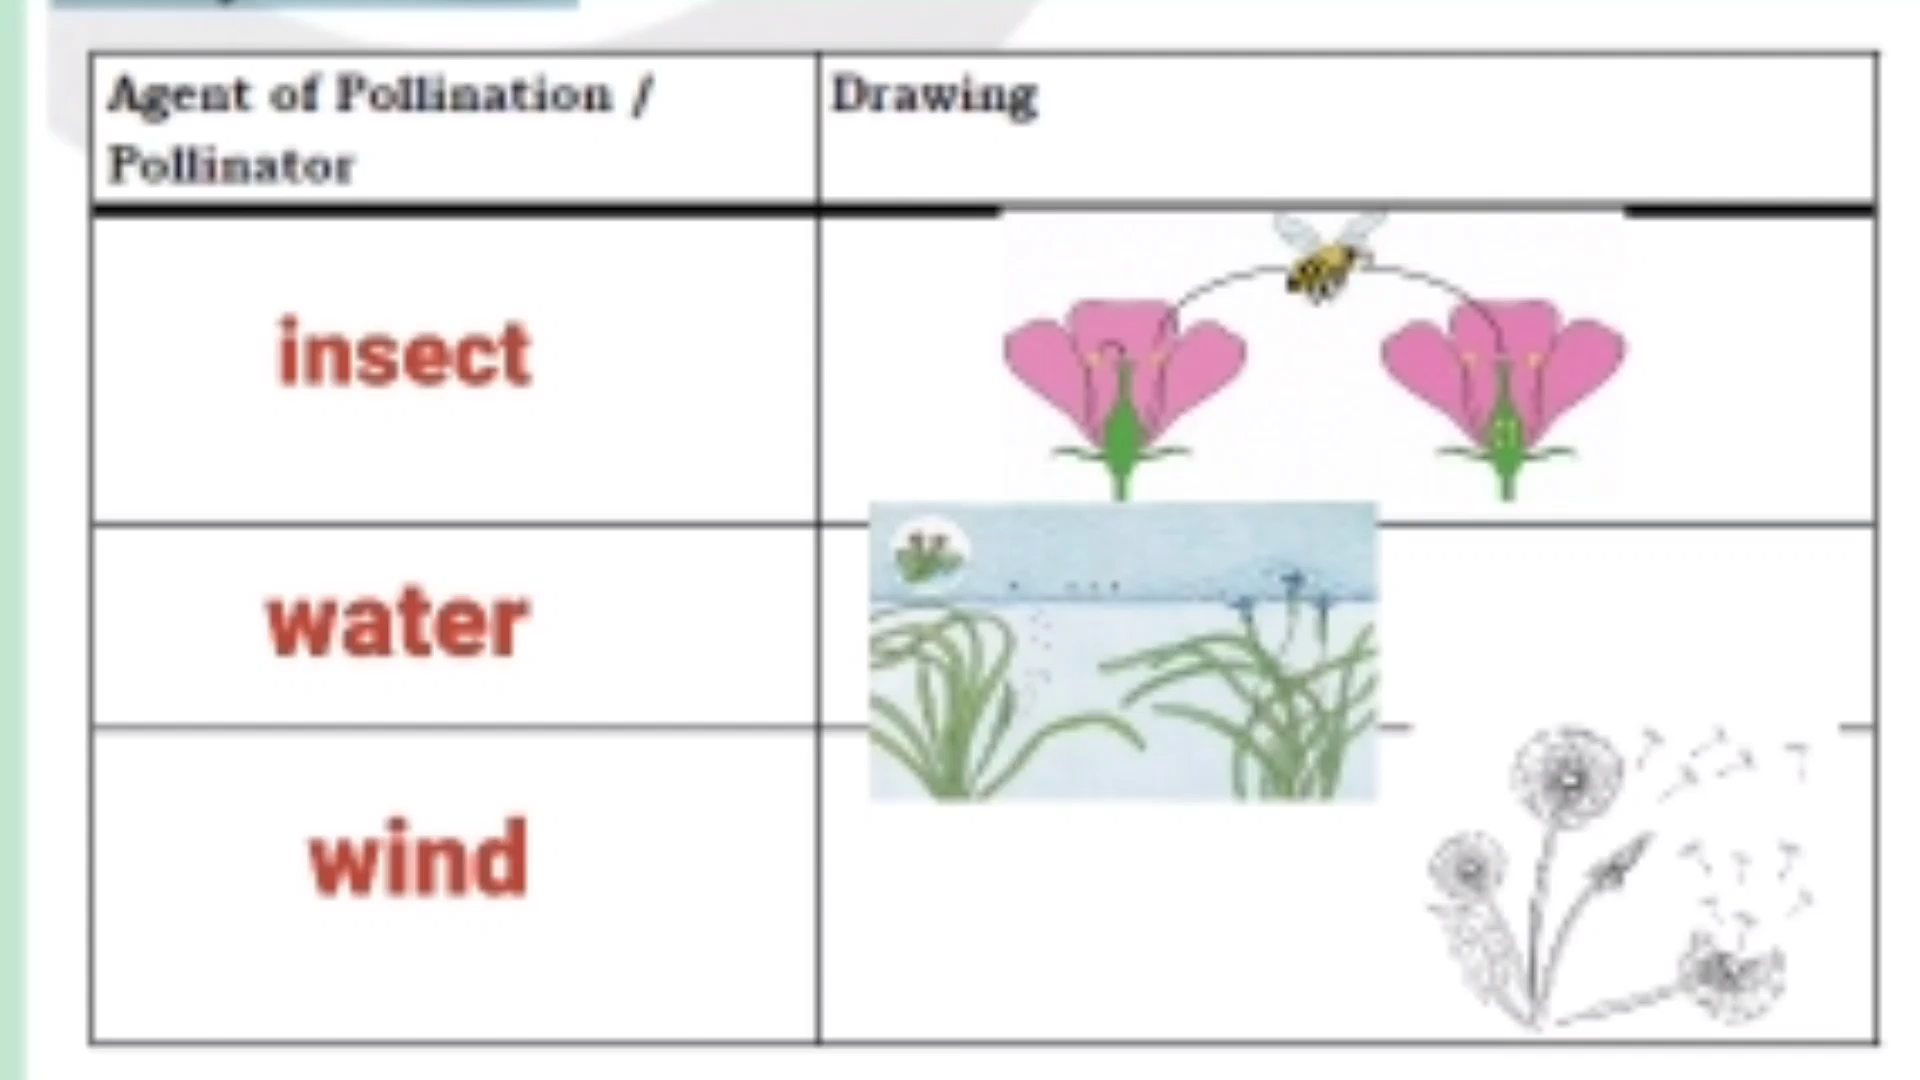 Agent of Pollination /
Pollinator
Drawing
insect
water
wind